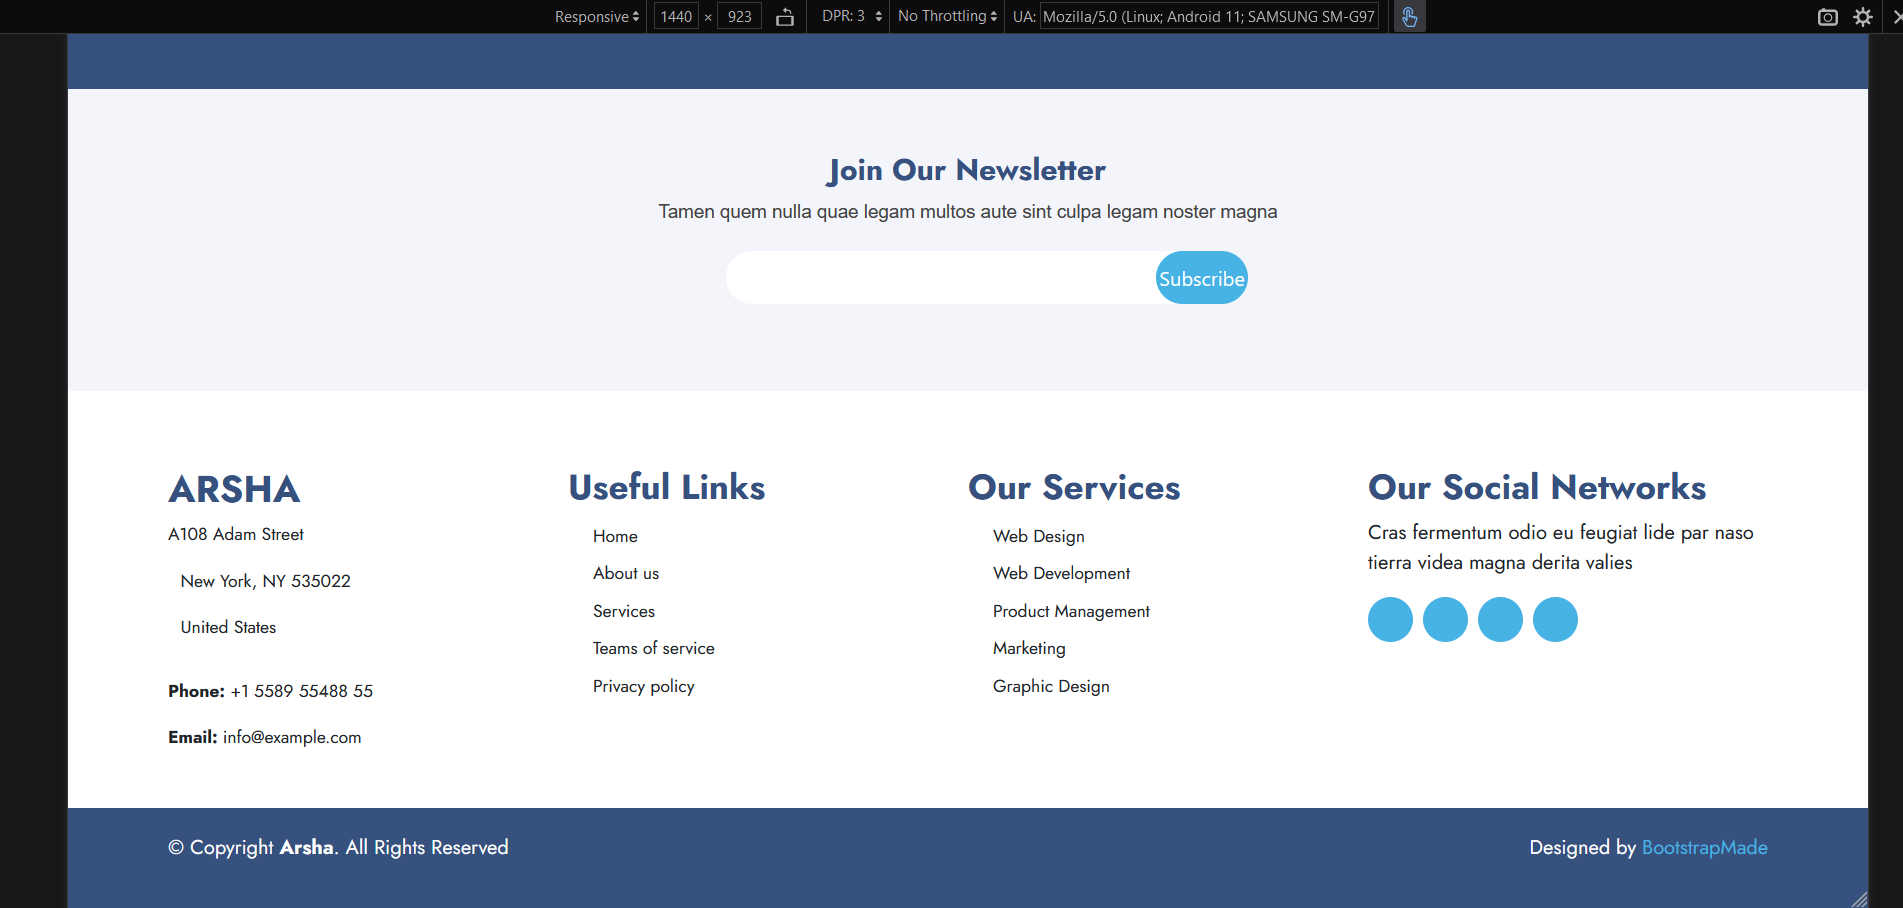 Responsive 1440 × 923 DPR: 3 No Throttling UA: Mozilla/5.0 (Linux; Android 11; SAMSUNG SM-G97
Join Our Newsletter
Tamen quem nulla quae legam multos aute sint culpa legam noster magna
Subscribe
ARSHA
A108 Adam Street
New York, NY 535022
United States
Phone: +1 5589 55488 55
Email: info@example.com
Useful Links
Home
About us
Services
Teams of service
Privacy policy
Our Services
Web Design
Web Development
Product Management
Marketing
Graphic Design
Our Social Networks
Cras fermentum odio eu feugiat lide par naso
tierra videa magna derita valies
© Copyright Arsha. All Rights Reserved
Designed by BootstrapMade